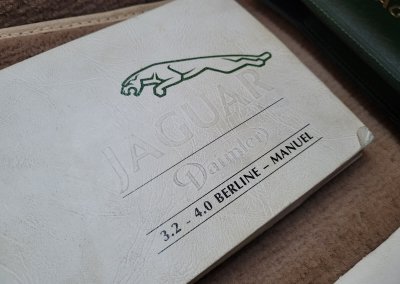 JAGUAR
Daimler
3.2 - 4.0 BERLINE – MANUEL